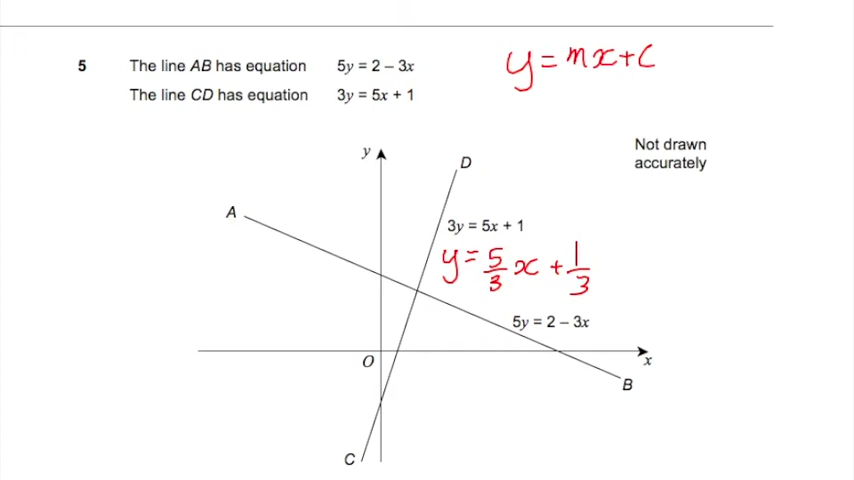 5 The line AB has equation 5y = 2 – 3x
y = mx + c
The line CD has equation 3y = 5x + 1
Not drawn
accurately
y
D
A
3y = 5x + 1
y = 5/3 x + 1/3
5y = 2 – 3x
O
x
B
C